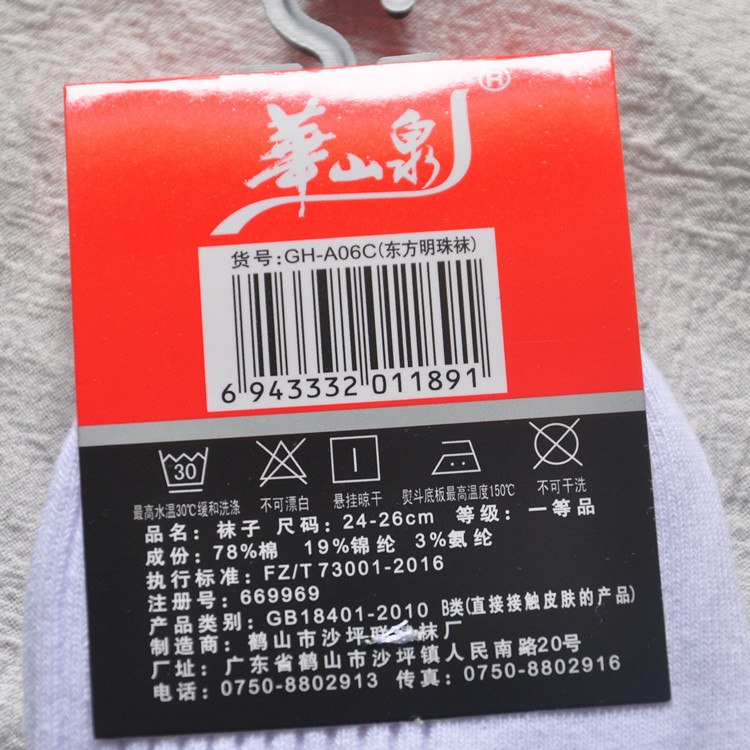 華山泉®
货号:GH-A06C(东方明珠袜)
6 943332 011891
30
最高水温30℃缓和洗涤 不可漂白 悬挂晾干 熨斗底板最高温度150℃ 不可干洗
品名: 袜子 尺码: 24-26cm 等级: 一等品
成份: 78%棉 19%锦纶 3%氨纶
执行标准: FZ/T 73001-2016
注册号: 669969
产品类别: GB18401-2010 B类(直接接触皮肤的产品)
制造商: 鹤山市沙坪 袜厂
厂址: 广东省鹤山市沙坪镇人民南路20号
电话: 0750-8802913 传真: 0750-8802916